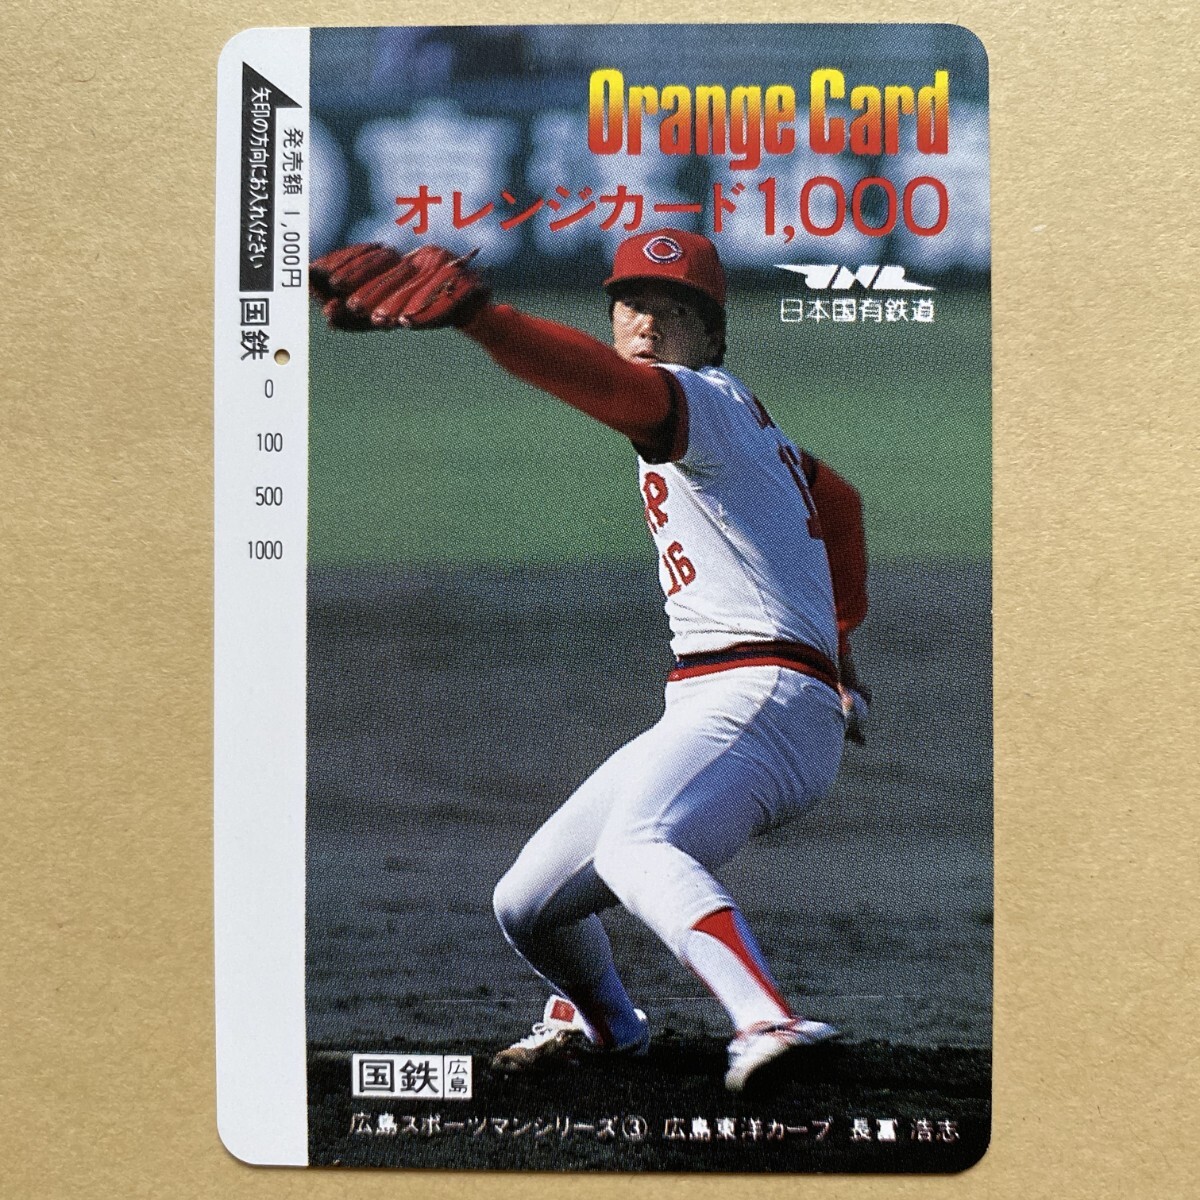 矢印の方向にお入れください
発売額 1,000円
国鉄
0
100
500
1000
Orange Card
オレンジカード1,000
JNR
日本国有鉄道
C
R
16
国鉄 広島
広島スポーツマンシリーズ③ 広島東洋カープ 長冨 浩志